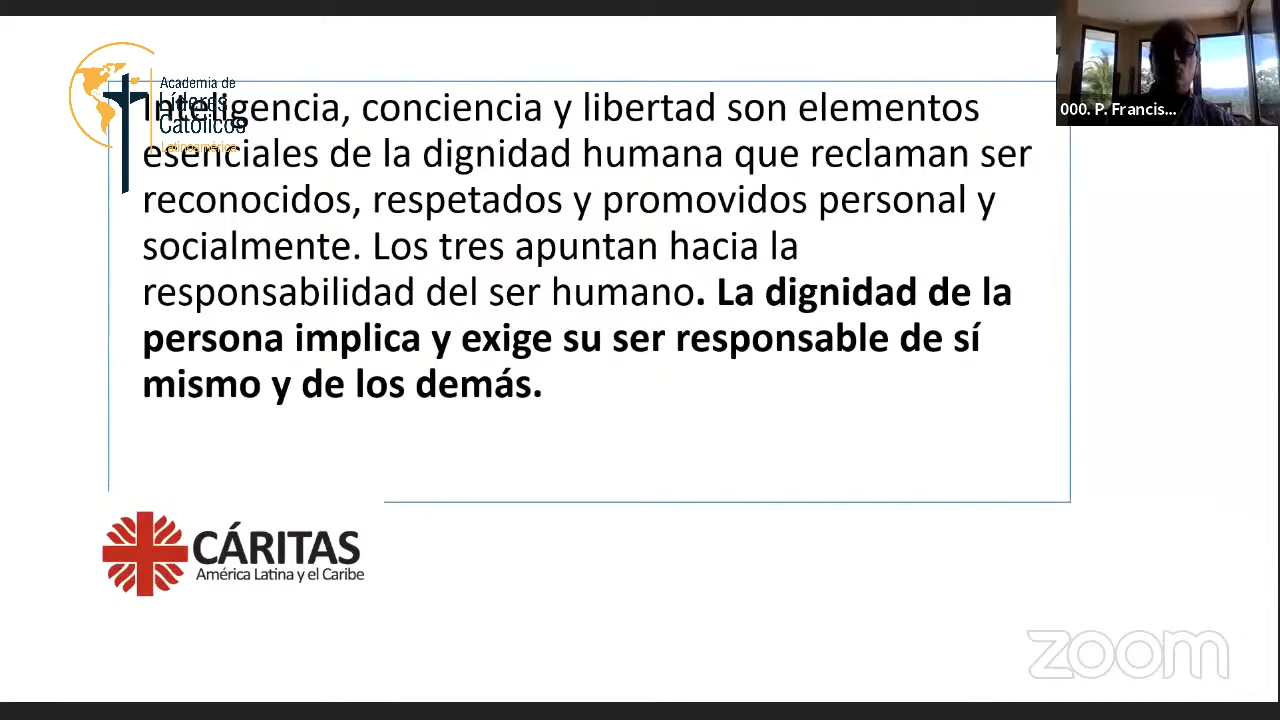 Academia de
Líderes
Católicos
Latinoamérica
Inteligencia, conciencia y libertad son elementos
esenciales de la dignidad humana que reclaman ser
reconocidos, respetados y promovidos personal y
socialmente. Los tres apuntan hacia la
responsabilidad del ser humano. La dignidad de la
persona implica y exige su ser responsable de sí
mismo y de los demás.
000. P. Francis...
CÁRITAS
América Latina y el Caribe
zoom